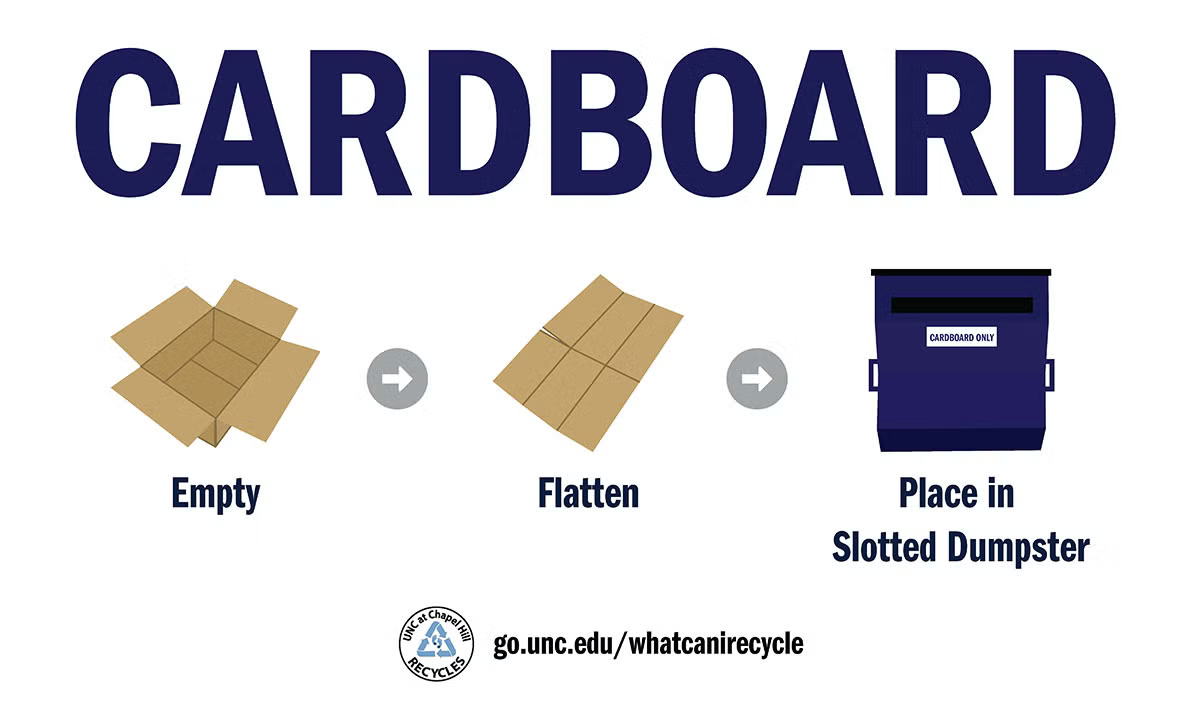 CARDBOARD
CARDBOARD ONLY
Empty
Flatten
Place in
Slotted Dumpster
UNC at Chapel Hill
RECYCLES
go.unc.edu/whatcanirecycle